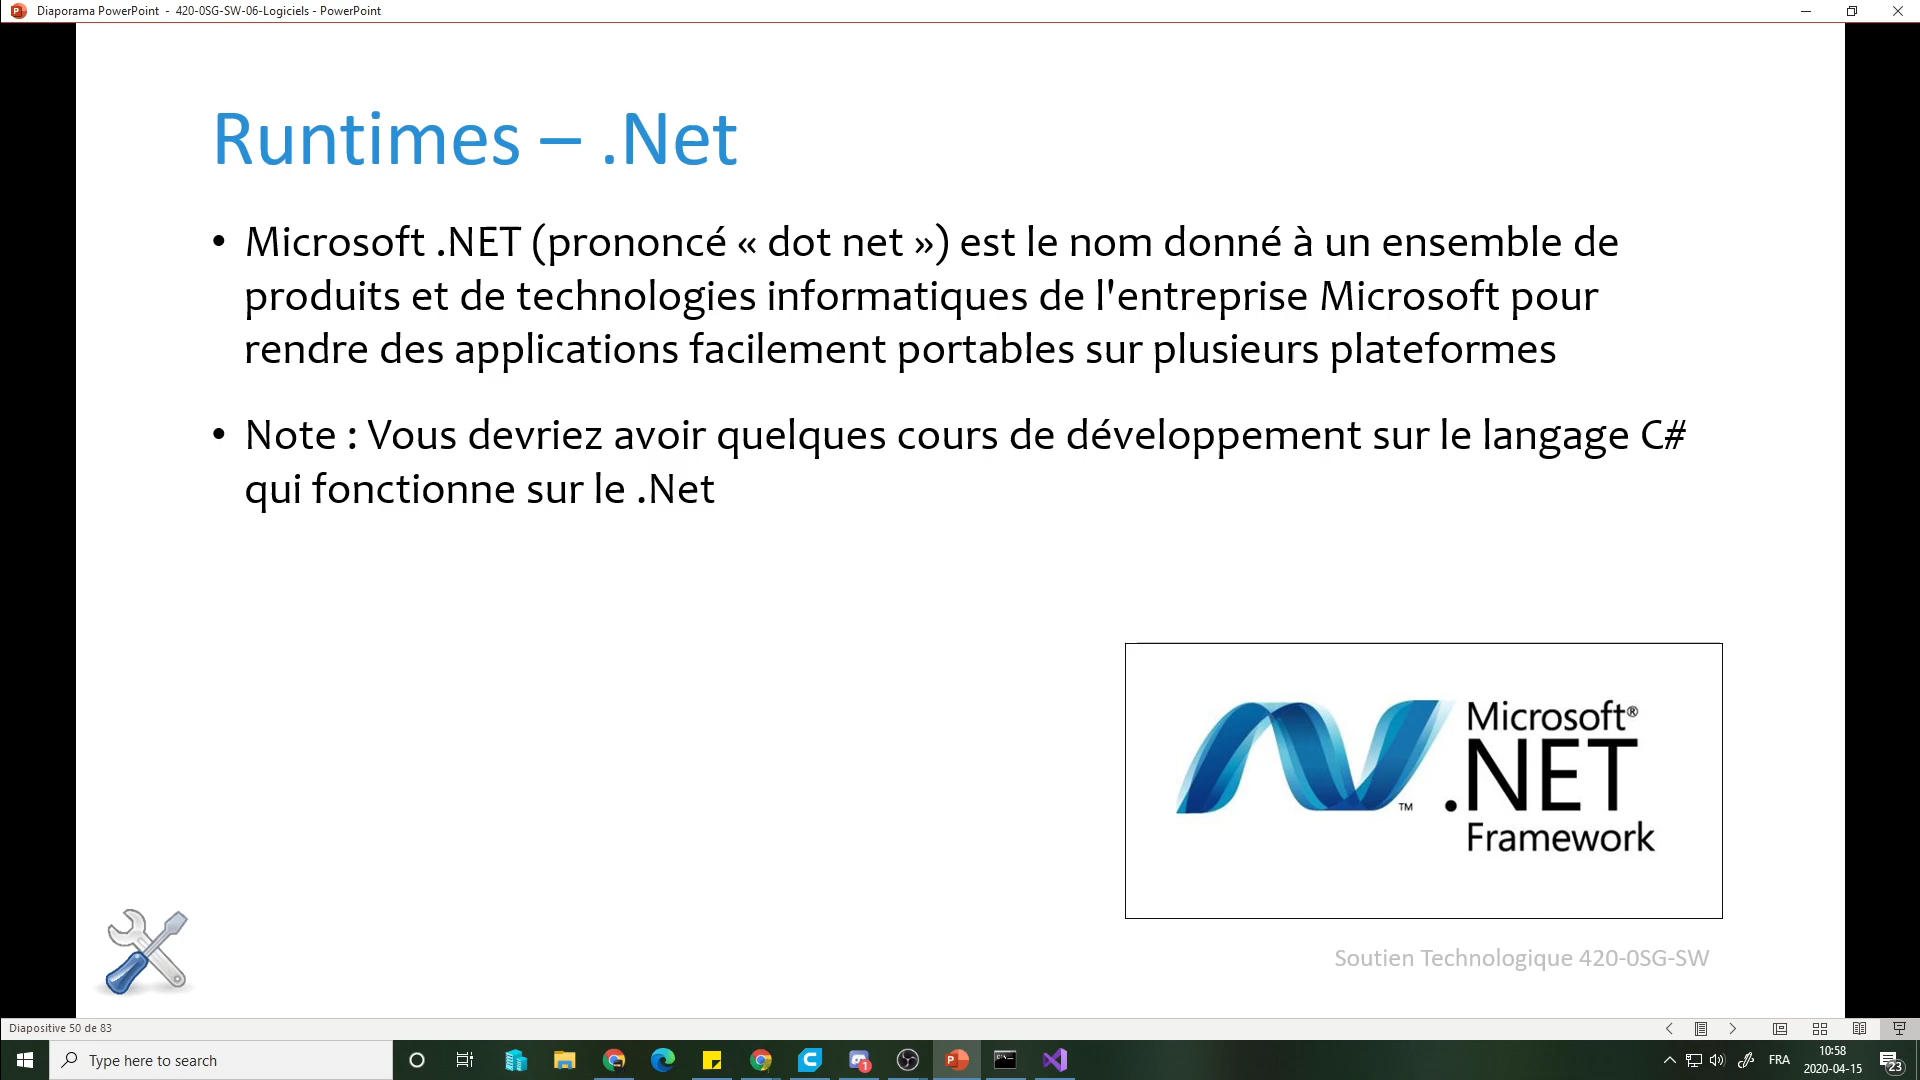 Diaporama PowerPoint - 420-0SG-SW-06-Logiciels - PowerPoint
Runtimes – .Net
• Microsoft .NET (prononcé « dot net ») est le nom donné à un ensemble de
produits et de technologies informatiques de l'entreprise Microsoft pour
rendre des applications facilement portables sur plusieurs plateformes
• Note : Vous devriez avoir quelques cours de développement sur le langage C#
qui fonctionne sur le .Net
Microsoft®
.NET
™
Framework
Soutien Technologique 420-0SG-SW
Diapositive 50 de 83
Type here to search
1
FRA
10:58
2020-04-15
23